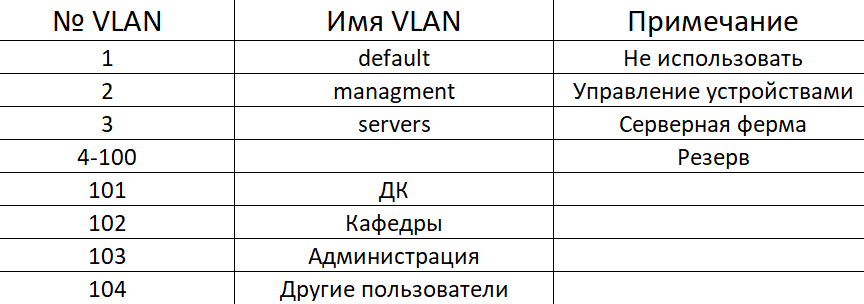 № VLAN Имя VLAN Примечание
1 default Не использовать
2 managment Управление устройствами
3 servers Серверная ферма
4-100 Резерв
101 ДК
102 Кафедры
103 Администрация
104 Другие пользователи